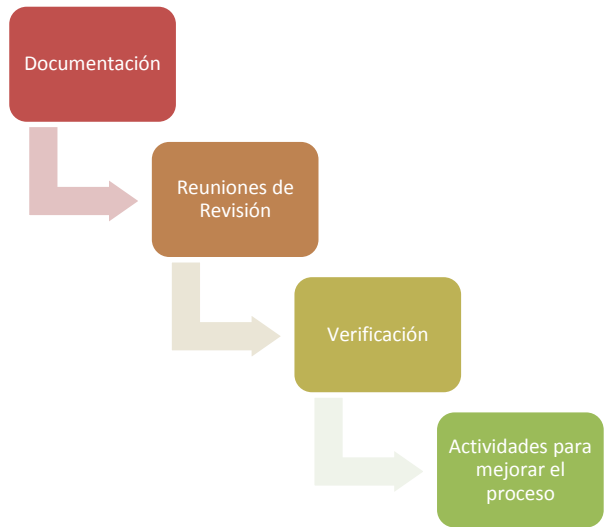 Documentación
Reuniones de
Revisión
Verificación
Actividades para
mejorar el
proceso